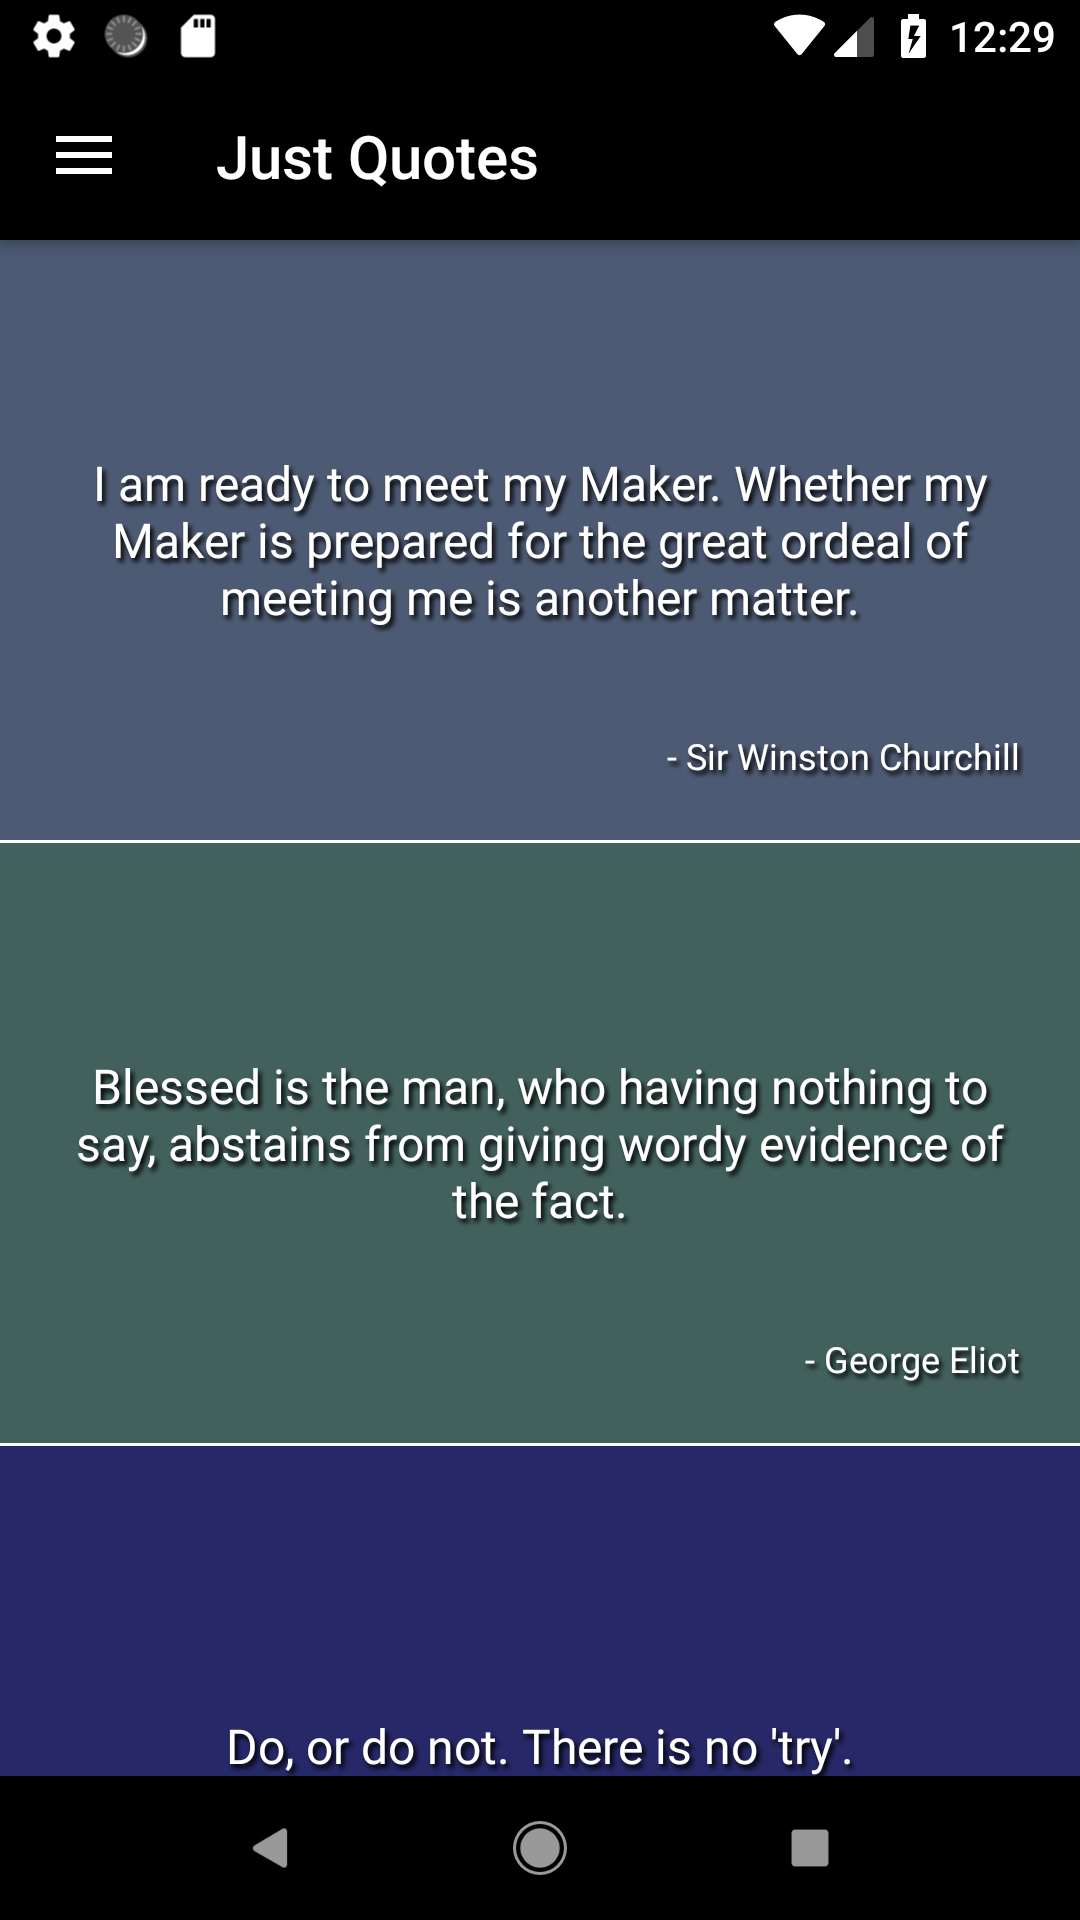 12:29
Just Quotes
I am ready to meet my Maker. Whether my
Maker is prepared for the great ordeal of
meeting me is another matter.
- Sir Winston Churchill
Blessed is the man, who having nothing to
say, abstains from giving wordy evidence of
the fact.
- George Eliot
Do, or do not. There is no 'try'.